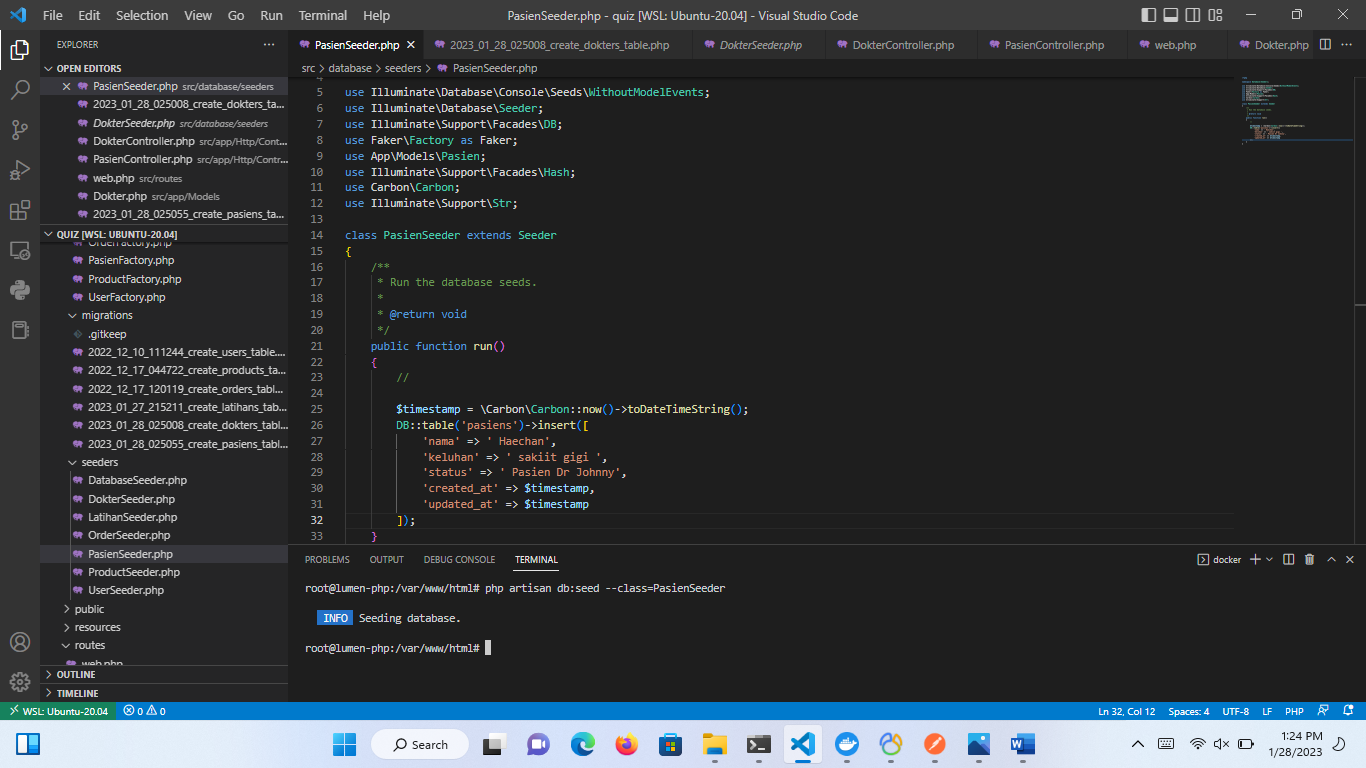 File Edit Selection View Go Run Terminal Help PasienSeeder.php - quiz [WSL: Ubuntu-20.04] - Visual Studio Code
EXPLORER
OPEN EDITORS
PasienSeeder.php src/database/seeders
2023_01_28_025008_create_dokters_ta...
DokterSeeder.php src/database/seeders
DokterController.php src/app/Http/Cont...
PasienController.php src/app/Http/Contr...
web.php src/routes
Dokter.php src/app/Models
2023_01_28_025055_create_pasiens_ta...
QUIZ [WSL: UBUNTU-20.04]
OrderFactory.php
PasienFactory.php
ProductFactory.php
UserFactory.php
migrations
.gitkeep
2022_12_10_111244_create_users_table....
2022_12_17_044722_create_products_ta...
2022_12_17_120119_create_orders_tabl...
2023_01_27_215211_create_latihans_tab...
2023_01_28_025008_create_dokters_tabl...
2023_01_28_025055_create_pasiens_tabl...
seeders
DatabaseSeeder.php
DokterSeeder.php
LatihanSeeder.php
OrderSeeder.php
PasienSeeder.php
ProductSeeder.php
UserSeeder.php
public
resources
routes
web.php
OUTLINE
TIMELINE
PasienSeeder.php 2023_01_28_025008_create_dokters_table.php DokterSeeder.php DokterController.php PasienController.php web.php Dokter.php
src > database > seeders > PasienSeeder.php
4
5 use Illuminate\Database\Console\Seeds\WithoutModelEvents;
6 use Illuminate\Database\Seeder;
7 use Illuminate\Support\Facades\DB;
8 use Faker\Factory as Faker;
9 use App\Models\Pasien;
10 use Illuminate\Support\Facades\Hash;
11 use Carbon\Carbon;
12 use Illuminate\Support\Str;
13
14 class PasienSeeder extends Seeder
15 {
16 /**
17 * Run the database seeds.
18 *
19 * @return void
20 */
21 public function run()
22 {
23 //
24
25 $timestamp = \Carbon\Carbon::now()->toDateTimeString();
26 DB::table('pasiens')->insert([
27 'nama' => ' Haechan',
28 'keluhan' => ' sakiit gigi ',
29 'status' => ' Pasien Dr Johnny',
30 'created_at' => $timestamp,
31 'updated_at' => $timestamp
32 ]);
33 }
PROBLEMS OUTPUT DEBUG CONSOLE TERMINAL docker
root@lumen-php:/var/www/html# php artisan db:seed --class=PasienSeeder
INFO Seeding database.
root@lumen-php:/var/www/html#
WSL: Ubuntu-20.04 0 0 Ln 32, Col 12 Spaces: 4 UTF-8 LF PHP
Search
1:24 PM
1/28/2023